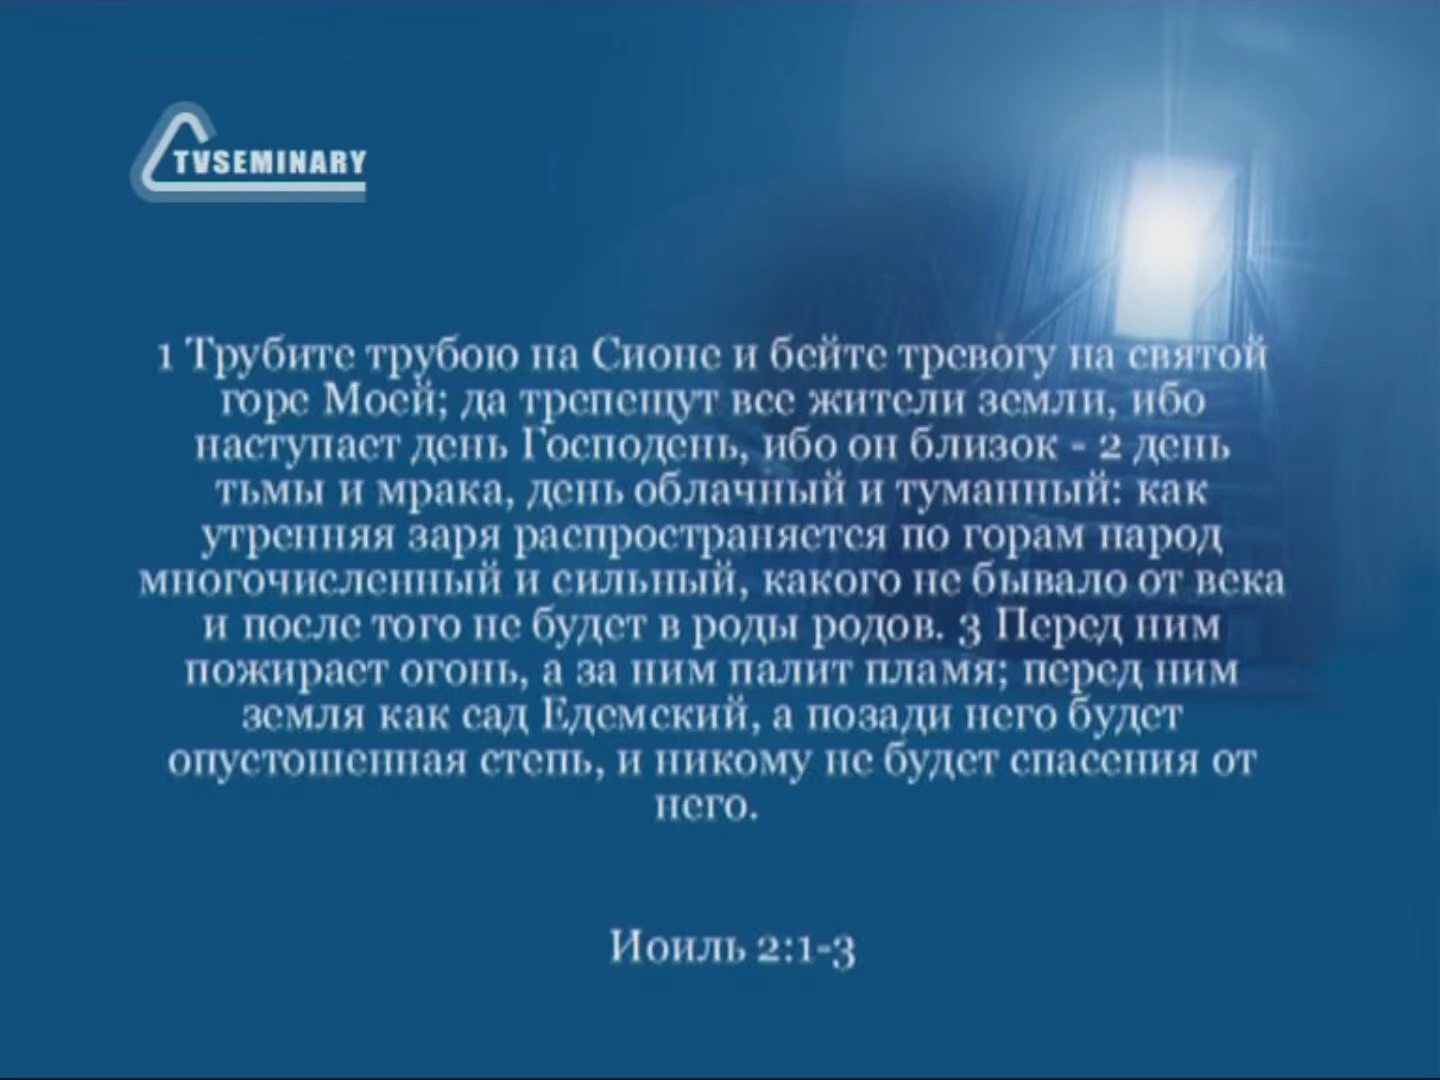 TVSEMINARY
1 Трубите трубою на Сионе и бейте тревогу на святой
горе Моей; да трепещут все жители земли, ибо
наступает день Господень, ибо он близок - 2 день
тьмы и мрака, день облачный и туманный: как
утренняя заря распространяется по горам народ
многочисленный и сильный, какого не бывало от века
и после того не будет в роды родов. 3 Перед ним
пожирает огонь, а за ним палит пламя; перед ним
земля как сад Едемский, а позади него будет
опустошенная степь, и никому не будет спасения от
него.
Иоиль 2:1-3